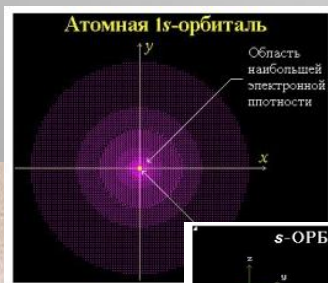 Атомная 1s-орбиталь
y
Область
наибольшей
электронной
плотности
x
s-ОРБ
z
y